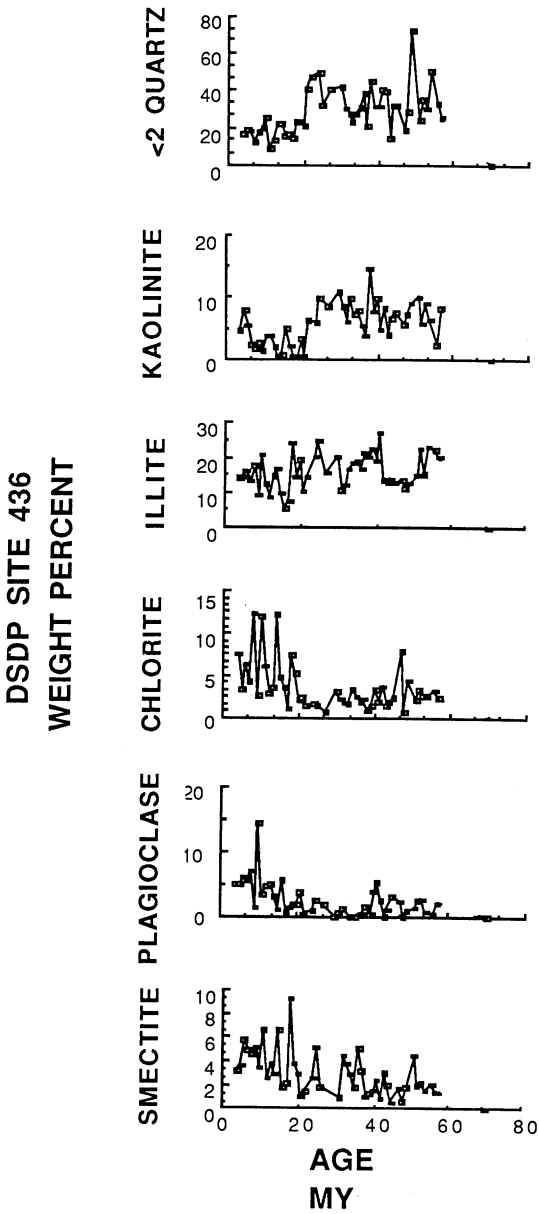 DSDP SITE 436
WEIGHT PERCENT
<2 QUARTZ
80
60
40
20
0
KAOLINITE
20
10
0
ILLITE
30
20
10
0
CHLORITE
15
10
5
0
PLAGIOCLASE
20
10
0
SMECTITE
10
8
6
4
2
0
0 20 40 60 80
AGE
MY